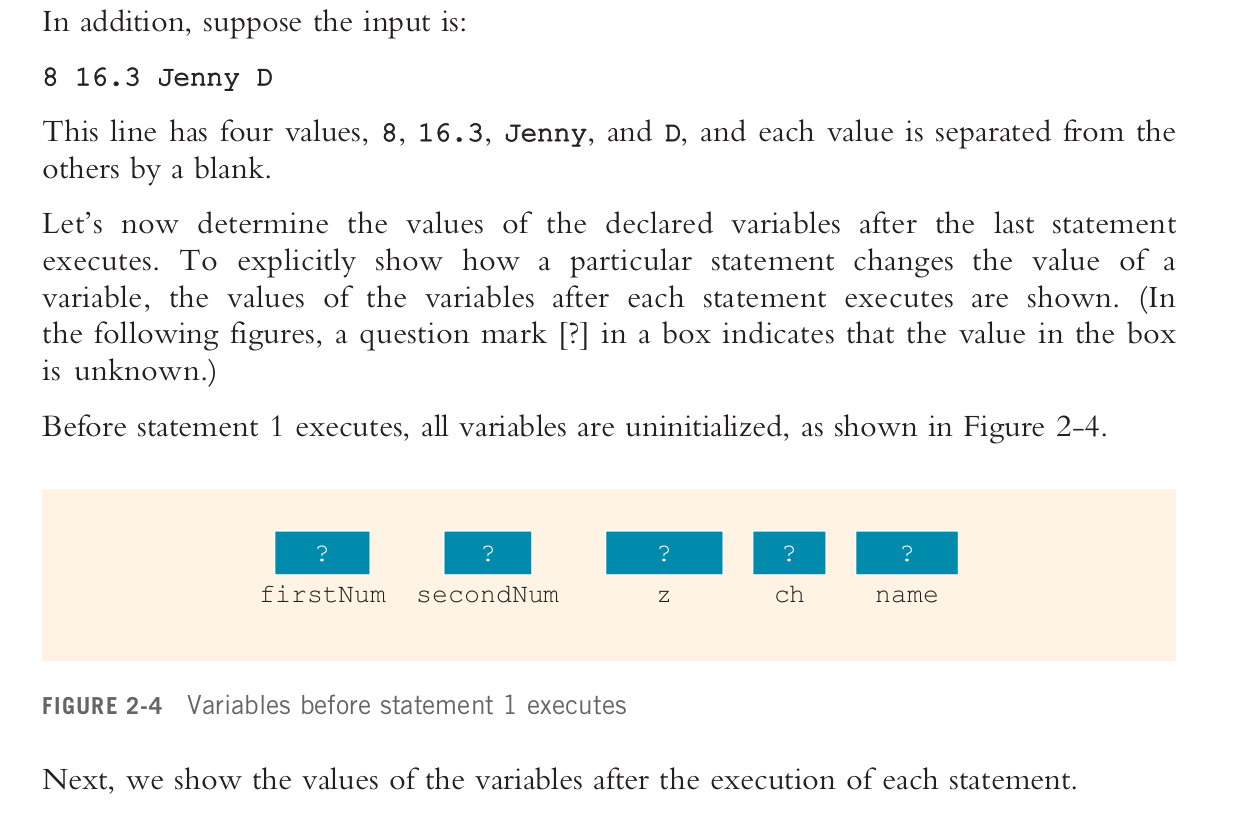 In addition, suppose the input is:
8 16.3 Jenny D
This line has four values, 8, 16.3, Jenny, and D, and each value is separated from the
others by a blank.
Let's now determine the values of the declared variables after the last statement
executes. To explicitly show how a particular statement changes the value of a
variable, the values of the variables after each statement executes are shown. (In
the following figures, a question mark [?] in a box indicates that the value in the box
is unknown.)
Before statement 1 executes, all variables are uninitialized, as shown in Figure 2-4.
? ? ? ? ?
firstNum secondNum z ch name
FIGURE 2-4 Variables before statement 1 executes
Next, we show the values of the variables after the execution of each statement.